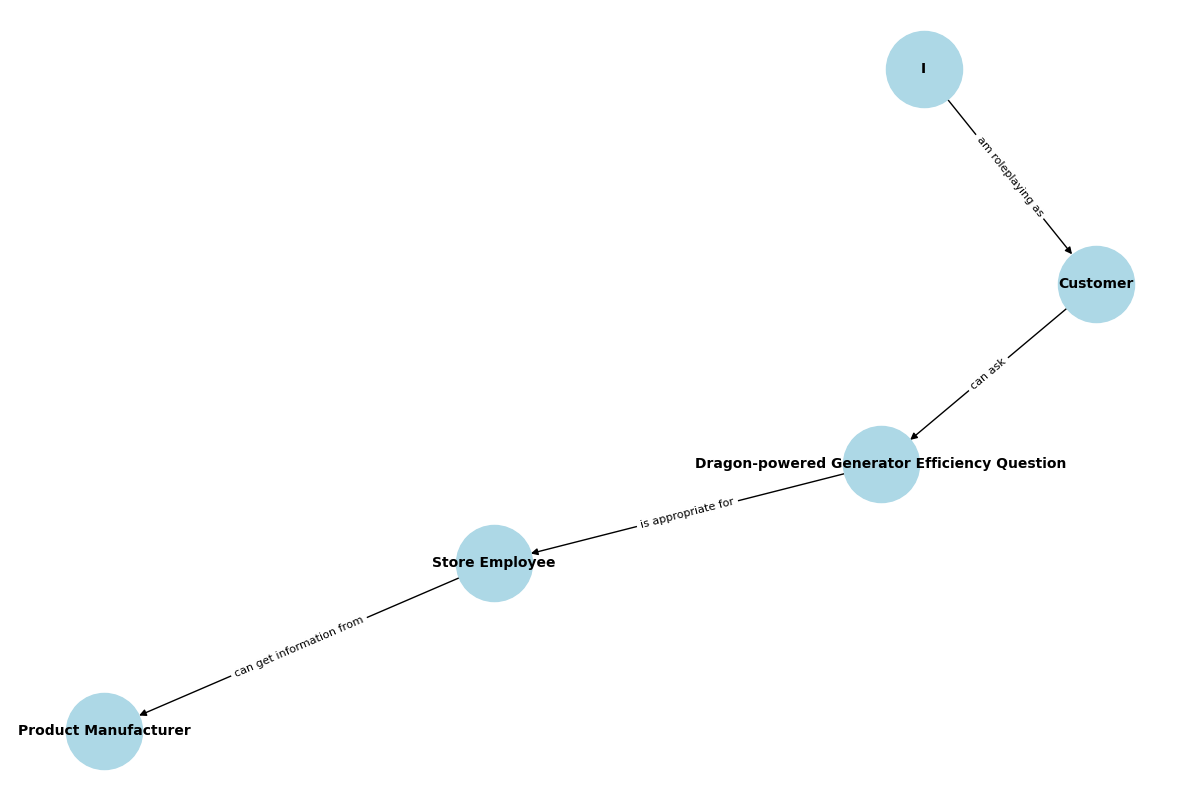 I
am roleplaying as
Customer
can ask
Dragon-powered Generator Efficiency Question
is appropriate for
Store Employee
can get information from
Product Manufacturer